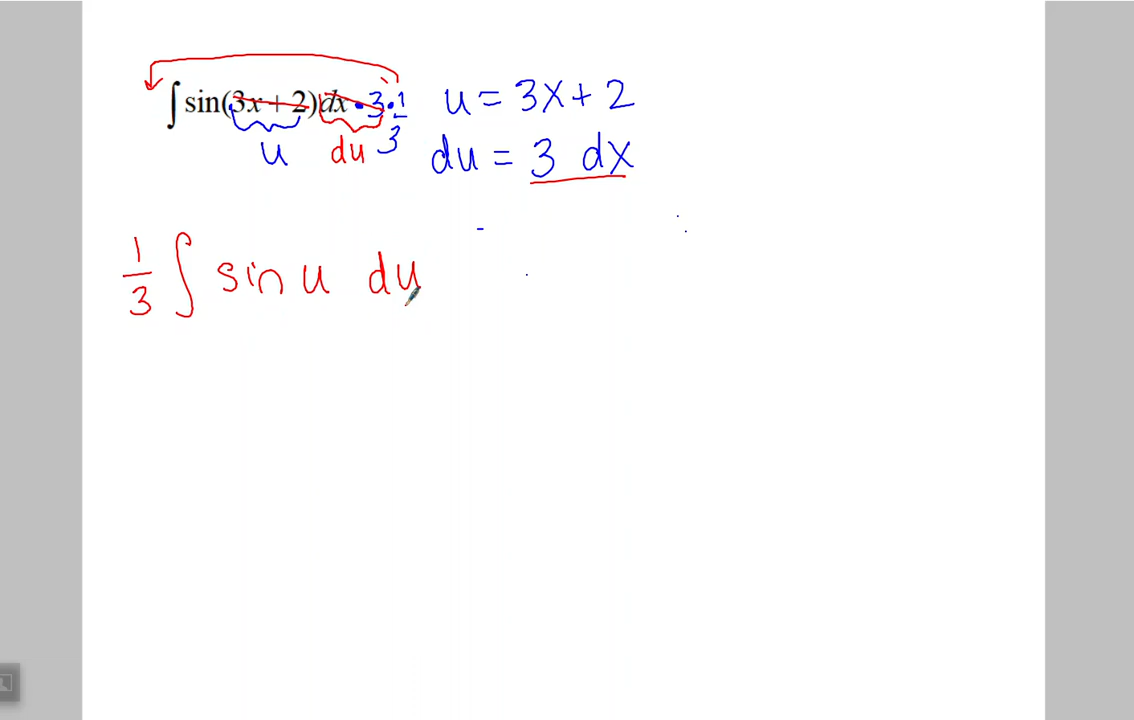 ∫ sin(3x + 2)dx • 3 • 1/3 u = 3x + 2
u du du = 3 dx
1/3 ∫ sin u du